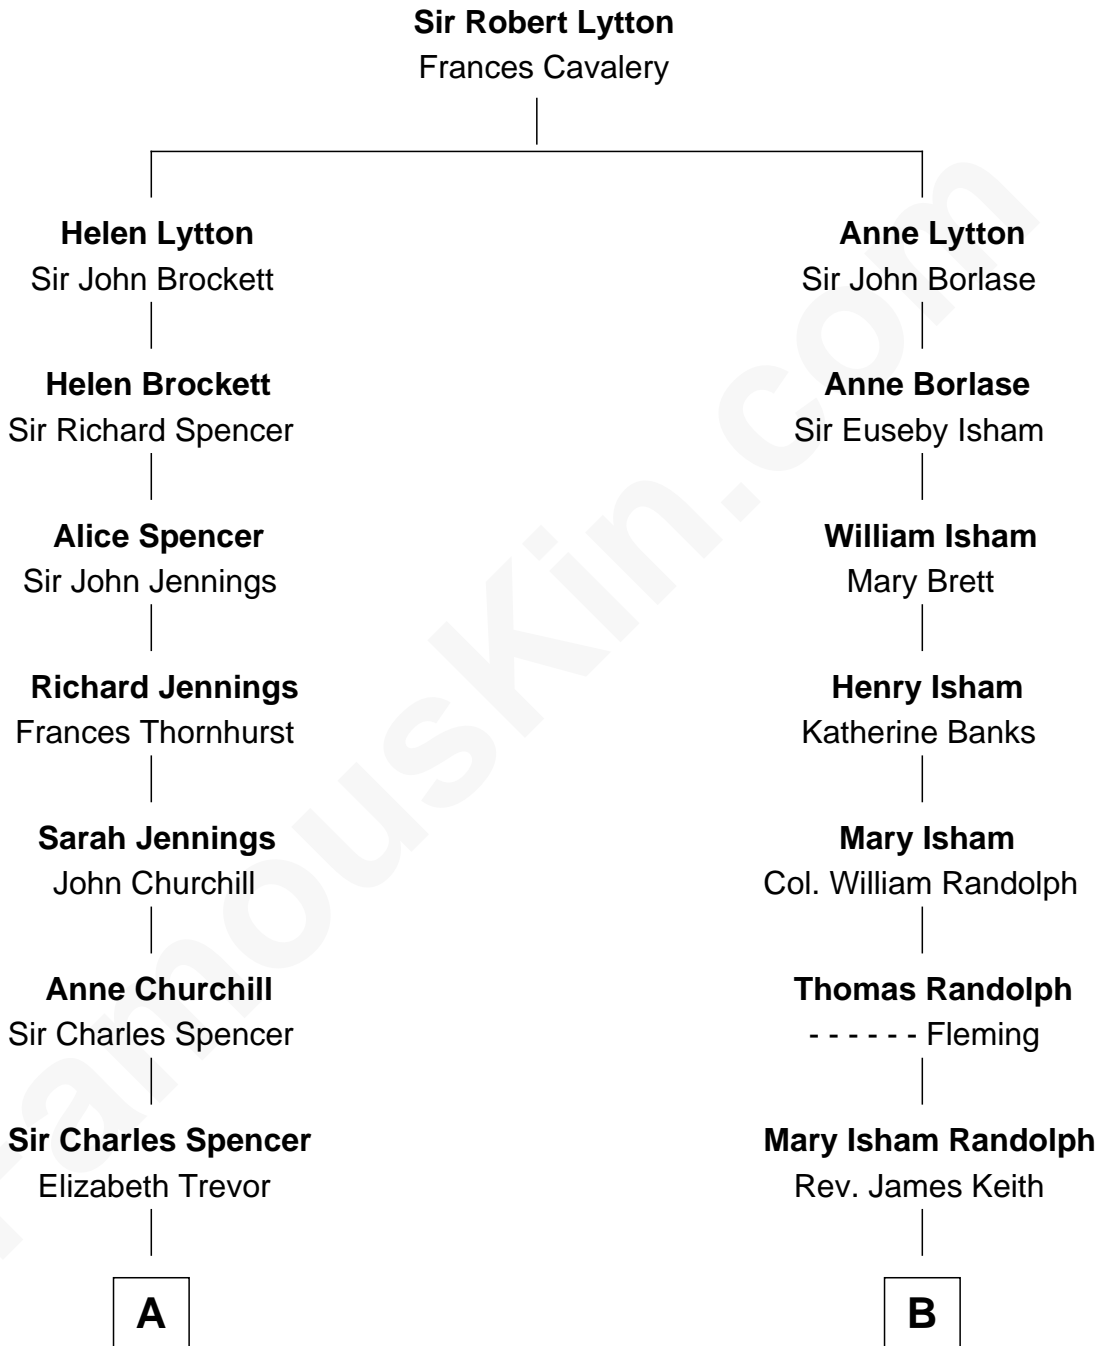 Sir Robert Lytton
Frances Cavalery
Helen Lytton
Sir John Brockett
Anne Lytton
Sir John Borlase
Helen Brockett
Sir Richard Spencer
Anne Borlase
Sir Euseby Isham
Alice Spencer
Sir John Jennings
William Isham
Mary Brett
Richard Jennings
Frances Thornhurst
Henry Isham
Katherine Banks
Sarah Jennings
John Churchill
Mary Isham
Col. William Randolph
Anne Churchill
Sir Charles Spencer
Thomas Randolph
- - - - - - Fleming
Sir Charles Spencer
Elizabeth Trevor
Mary Isham Randolph
Rev. James Keith
A
B
FamousKin.com